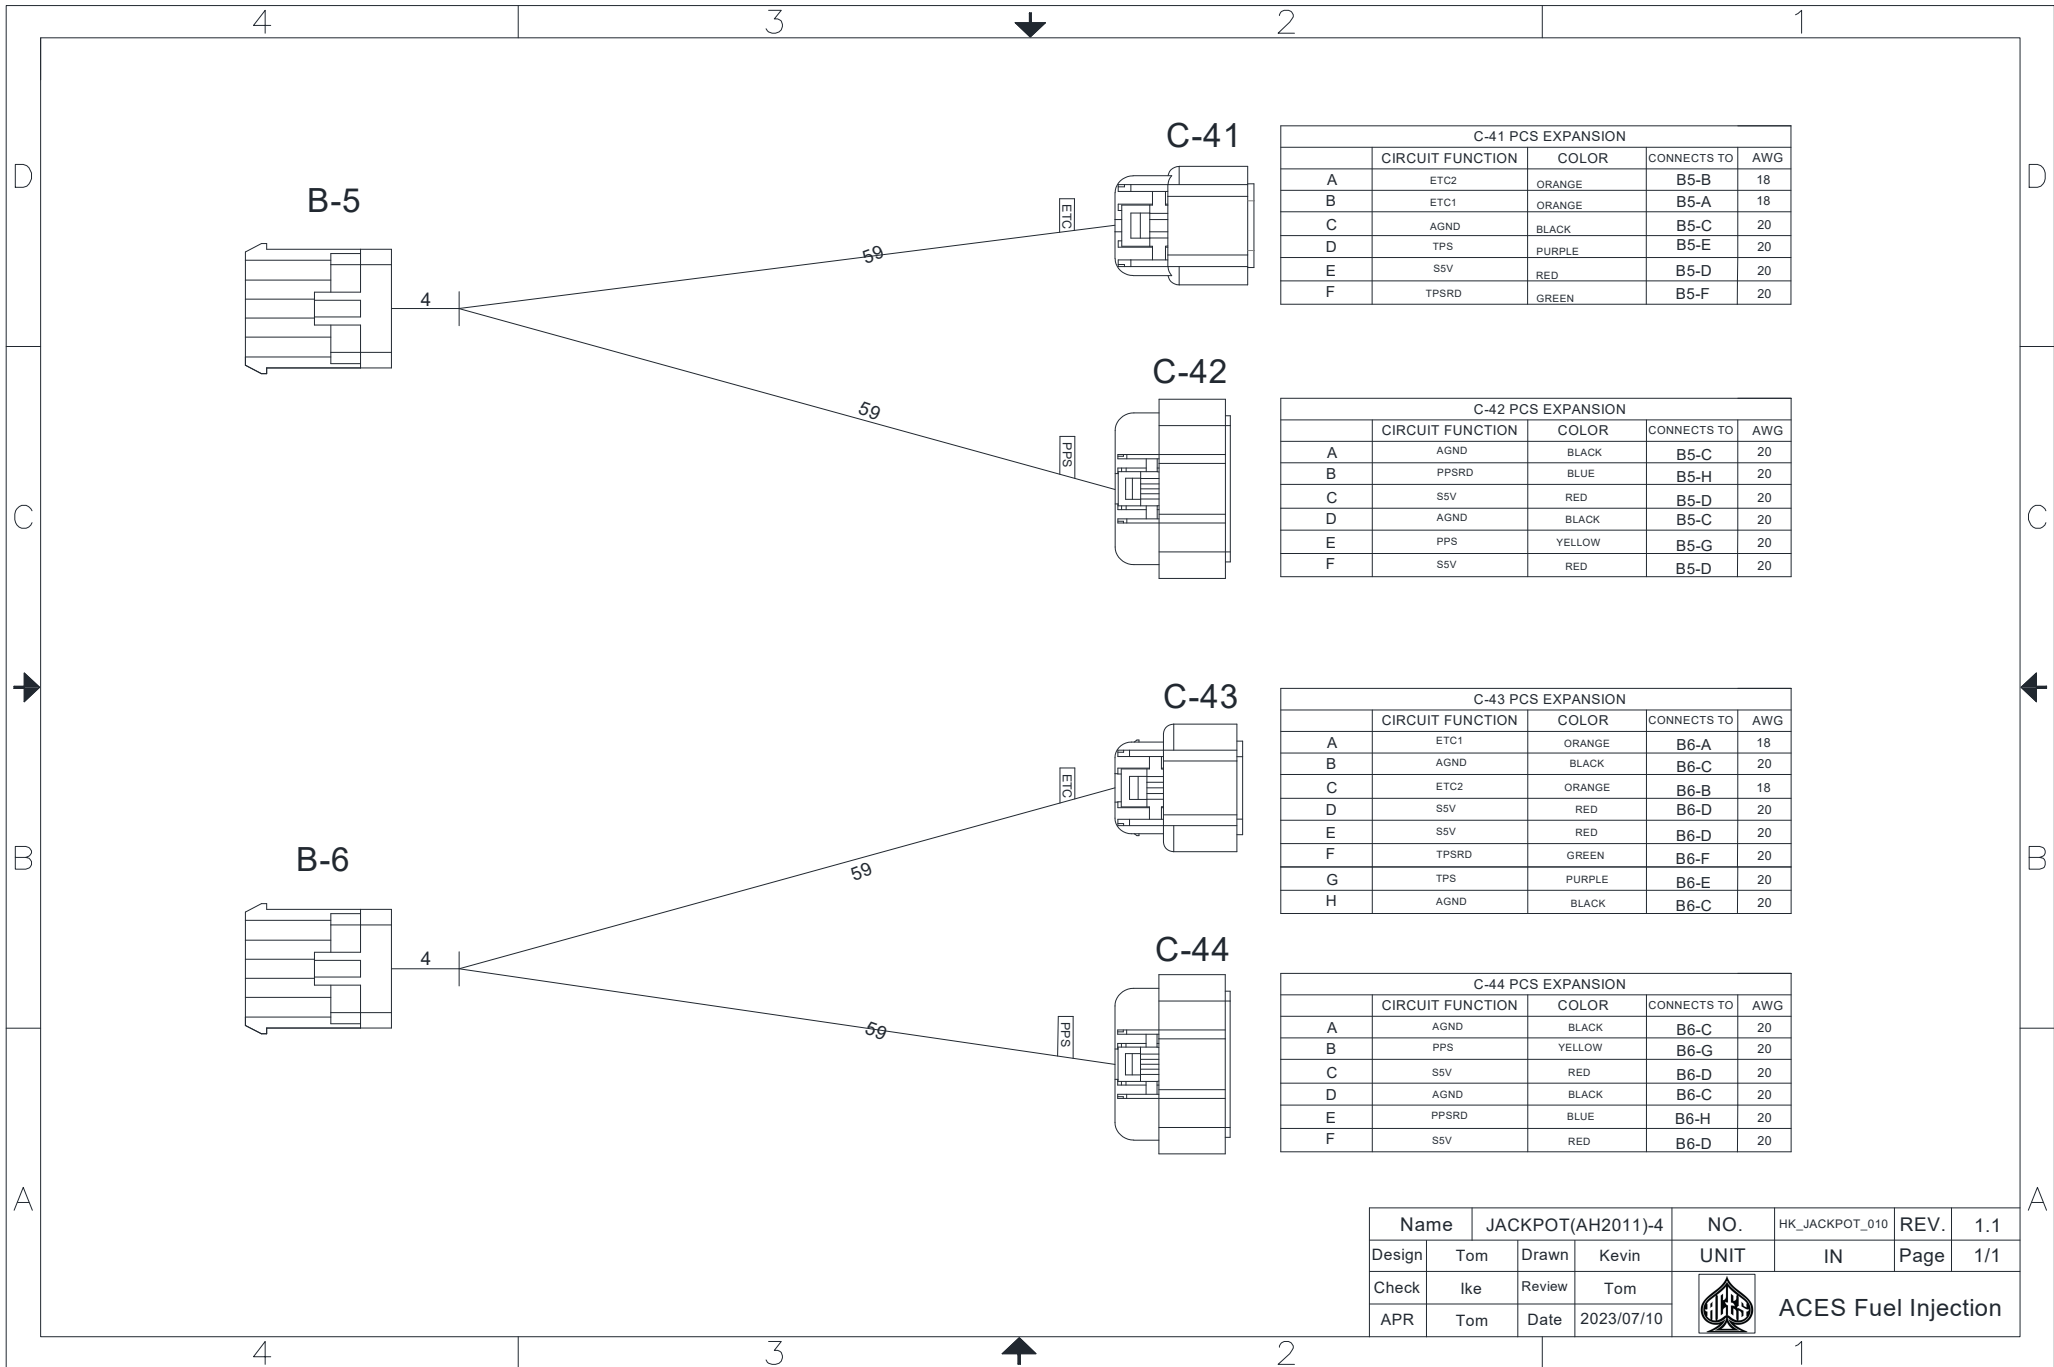 4 3 2 1
D D
C C
B B
A A
B-5
4
59
ETC
C-41
C-41 PCS EXPANSION
CIRCUIT FUNCTION COLOR CONNECTS TO AWG
A ETC2 ORANGE B5-B 18
B ETC1 ORANGE B5-A 18
C AGND BLACK B5-C 20
D TPS PURPLE B5-E 20
E S5V RED B5-D 20
F TPSRD GREEN B5-F 20
59
PPS
C-42
C-42 PCS EXPANSION
CIRCUIT FUNCTION COLOR CONNECTS TO AWG
A AGND BLACK B5-C 20
B PPSRD BLUE B5-H 20
C S5V RED B5-D 20
D AGND BLACK B5-C 20
E PPS YELLOW B5-G 20
F S5V RED B5-D 20
B-6
4
59
ETC
C-43
C-43 PCS EXPANSION
CIRCUIT FUNCTION COLOR CONNECTS TO AWG
A ETC1 ORANGE B6-A 18
B AGND BLACK B6-C 20
C ETC2 ORANGE B6-B 18
D S5V RED B6-D 20
E S5V RED B6-D 20
F TPSRD GREEN B6-F 20
G TPS PURPLE B6-E 20
H AGND BLACK B6-C 20
59
PPS
C-44
C-44 PCS EXPANSION
CIRCUIT FUNCTION COLOR CONNECTS TO AWG
A AGND BLACK B6-C 20
B PPS YELLOW B6-G 20
C S5V RED B6-D 20
D AGND BLACK B6-C 20
E PPSRD BLUE B6-H 20
F S5V RED B6-D 20
Name JACKPOT(AH2011)-4 NO. HK_JACKPOT_010 REV. 1.1
Design Tom Drawn Kevin UNIT IN Page 1/1
Check Ike Review Tom
APR Tom Date 2023/07/10
ACES
ACES Fuel Injection
4 3 2 1